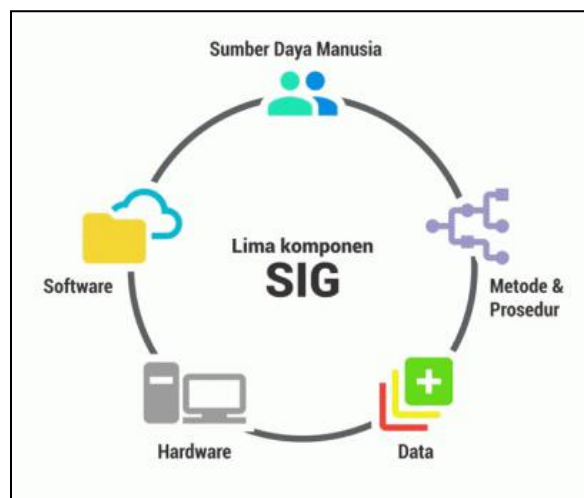 Sumber Daya Manusia
Lima komponen
SIG
Software
Metode &
Prosedur
Hardware
Data